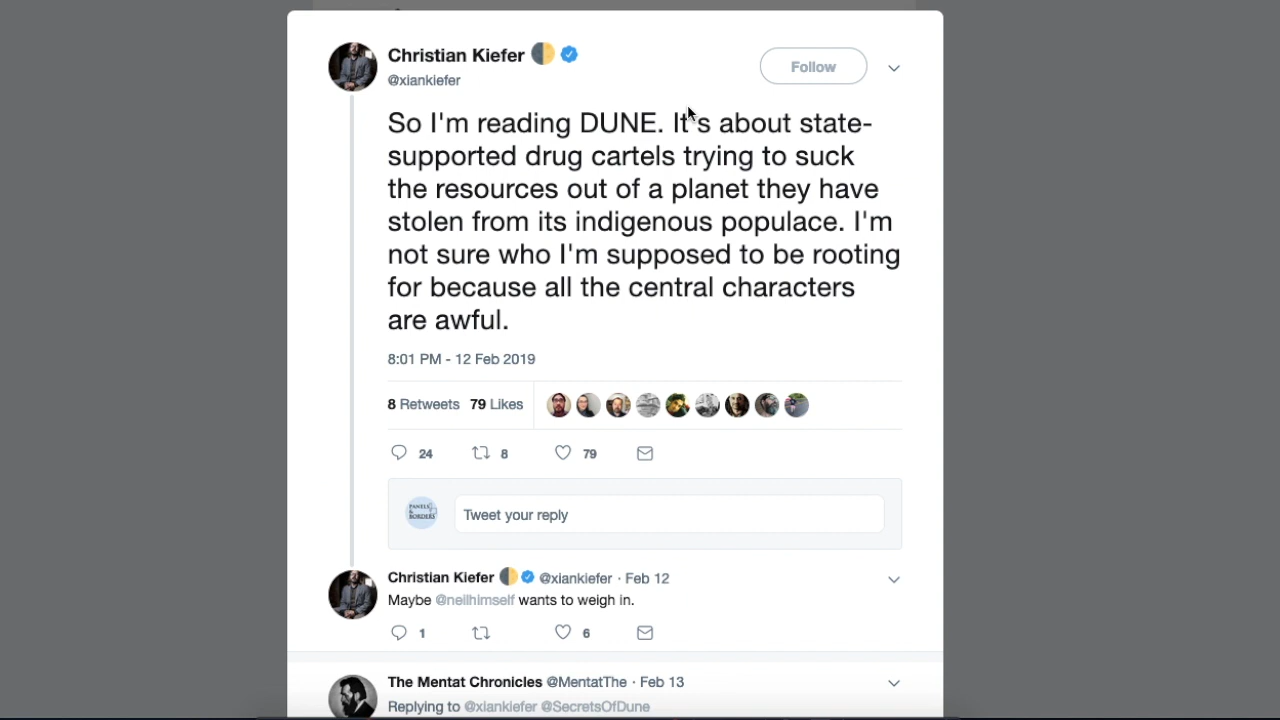 Christian Kiefer
@xiankiefer
Follow
So I'm reading DUNE. It's about state-
supported drug cartels trying to suck
the resources out of a planet they have
stolen from its indigenous populace. I'm
not sure who I'm supposed to be rooting
for because all the central characters
are awful.
8:01 PM - 12 Feb 2019
8 Retweets 79 Likes
24 8 79
PANELS
&
BORDERS
Tweet your reply
Christian Kiefer @xiankiefer · Feb 12
Maybe @neilhimself wants to weigh in.
1 6
The Mentat Chronicles @MentatThe · Feb 13
Replying to @xiankiefer @SecretsOfDune